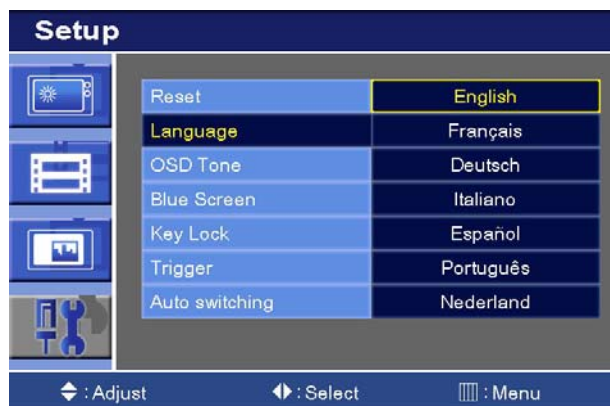 Setup
Reset English
Language Français
OSD Tone Deutsch
Blue Screen Italiano
Key Lock Español
Trigger Português
Auto switching Nederland
: Adjust : Select : Menu